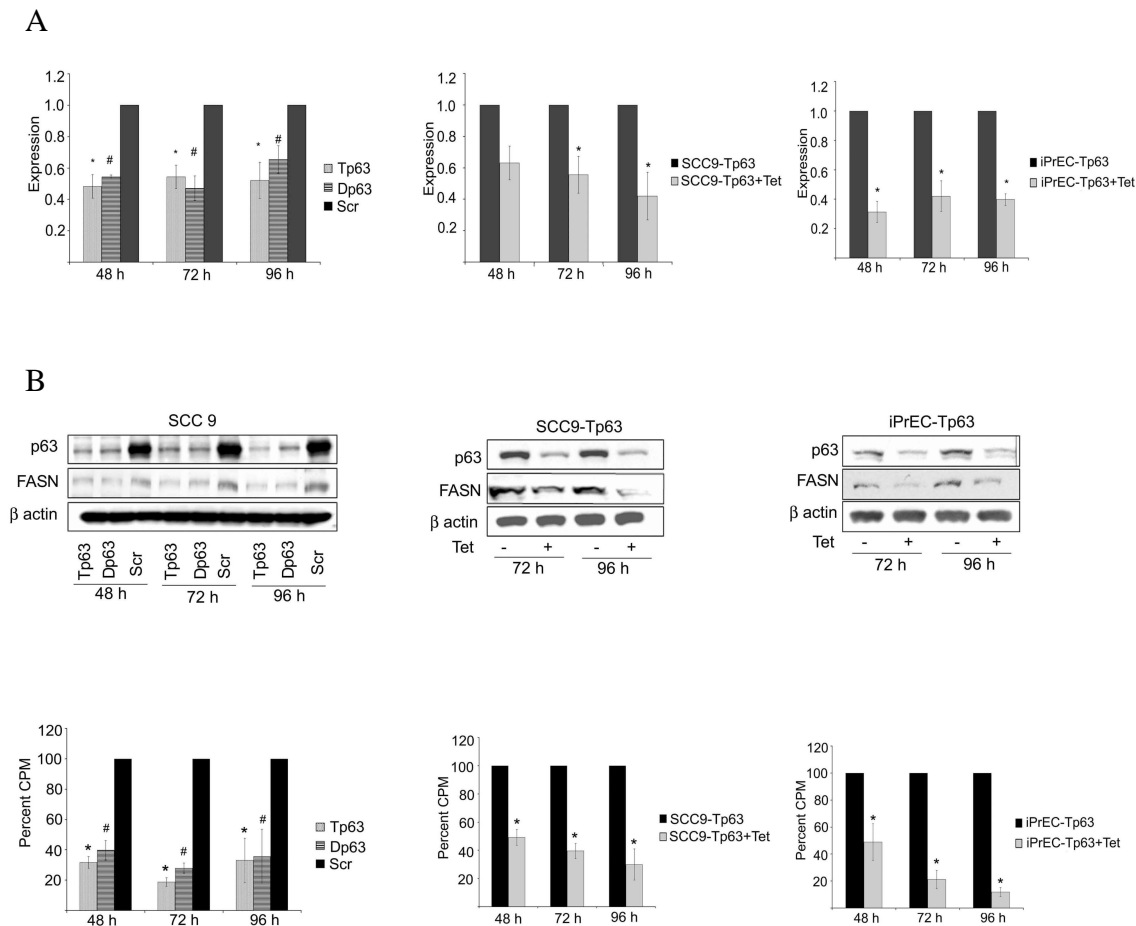 A
Expression
1.2
1.0
0.8
0.6
0.4
0.2
* # * # * #
48 h 72 h 96 h
Tp63
Dp63
Scr
Expression
1.2
1.0
0.8
0.6
0.4
0.2
* *
48 h 72 h 96 h
SCC9-Tp63
SCC9-Tp63+Tet
Expression
1.2
1.0
0.8
0.6
0.4
0.2
0
* * *
48 h 72 h 96 h
iPrEC-Tp63
iPrEC-Tp63+Tet
B
SCC 9
p63
FASN
β actin
Tp63 Dp63 Scr Tp63 Dp63 Scr Tp63 Dp63 Scr
48 h 72 h 96 h
SCC9-Tp63
p63
FASN
β actin
Tet - + - +
72 h 96 h
iPrEC-Tp63
p63
FASN
β actin
Tet - + - +
72 h 96 h
Percent CPM
120
100
80
60
40
20
* # * # * #
48 h 72 h 96 h
Tp63
Dp63
Scr
Percent CPM
120
100
80
60
40
20
* * *
48 h 72 h 96 h
SCC9-Tp63
SCC9-Tp63+Tet
Percent CPM
120
100
80
60
40
20
* * *
48 h 72 h 96 h
iPrEC-Tp63
iPrEC-Tp63+Tet